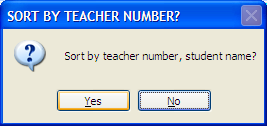 SORT BY TEACHER NUMBER?
Sort by teacher number, student name?
Yes No